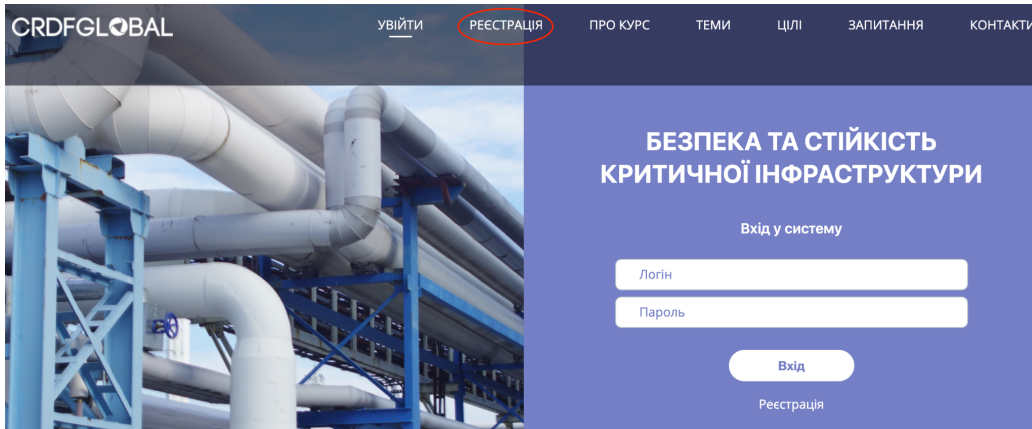 CRDFGLOBAL
УВІЙТИ РЕЄСТРАЦІЯ ПРО КУРС ТЕМИ ЦІЛІ ЗАПИТАННЯ КОНТАКТИ
БЕЗПЕКА ТА СТІЙКІСТЬ
КРИТИЧНОЇ ІНФРАСТРУКТУРИ
Вхід у систему
Логін
Пароль
Вхід
Реєстрація